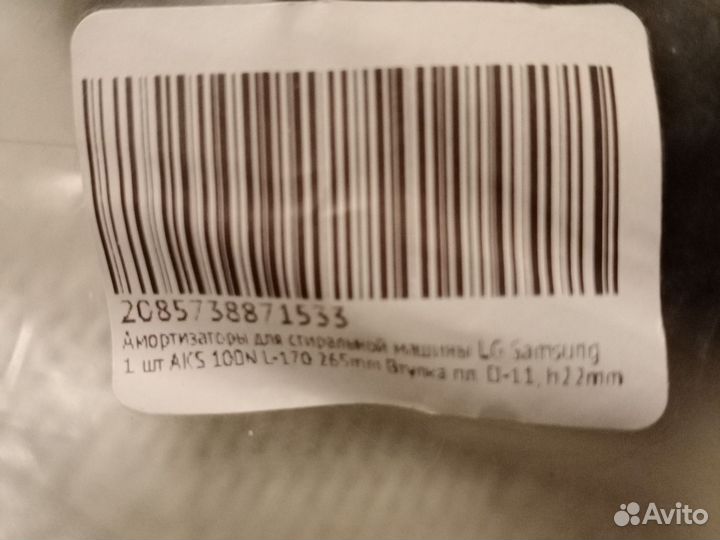 2085738871533
Амортизаторы для стиральной машины LG Samsung
1 шт AKS 100N L-170 265mm Втулка пл. D-11, h22mm
Avito